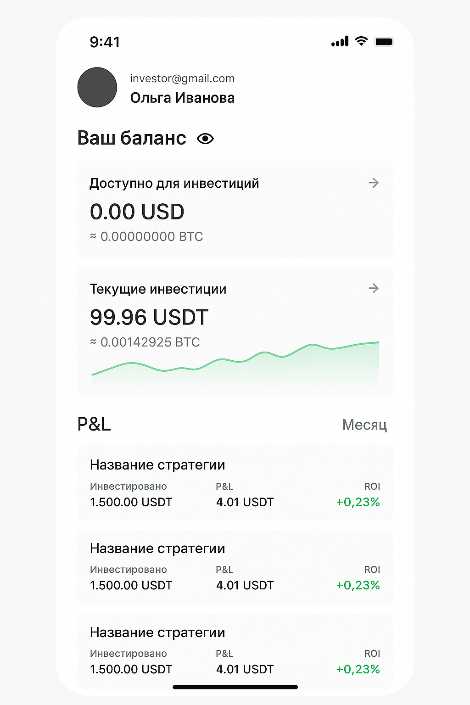 9:41
investor@gmail.com
Ольга Иванова
Ваш баланс
Доступно для инвестиций
0.00 USD
≈ 0.00000000 BTC
Текущие инвестиции
99.96 USDT
≈ 0.00142925 BTC
P&L Месяц
Название стратегии
Инвестировано P&L ROI
1.500.00 USDT 4.01 USDT +0,23%
Название стратегии
Инвестировано P&L ROI
1.500.00 USDT 4.01 USDT +0,23%
Название стратегии
Инвестировано P&L ROI
1.500.00 USDT 4.01 USDT +0,23%